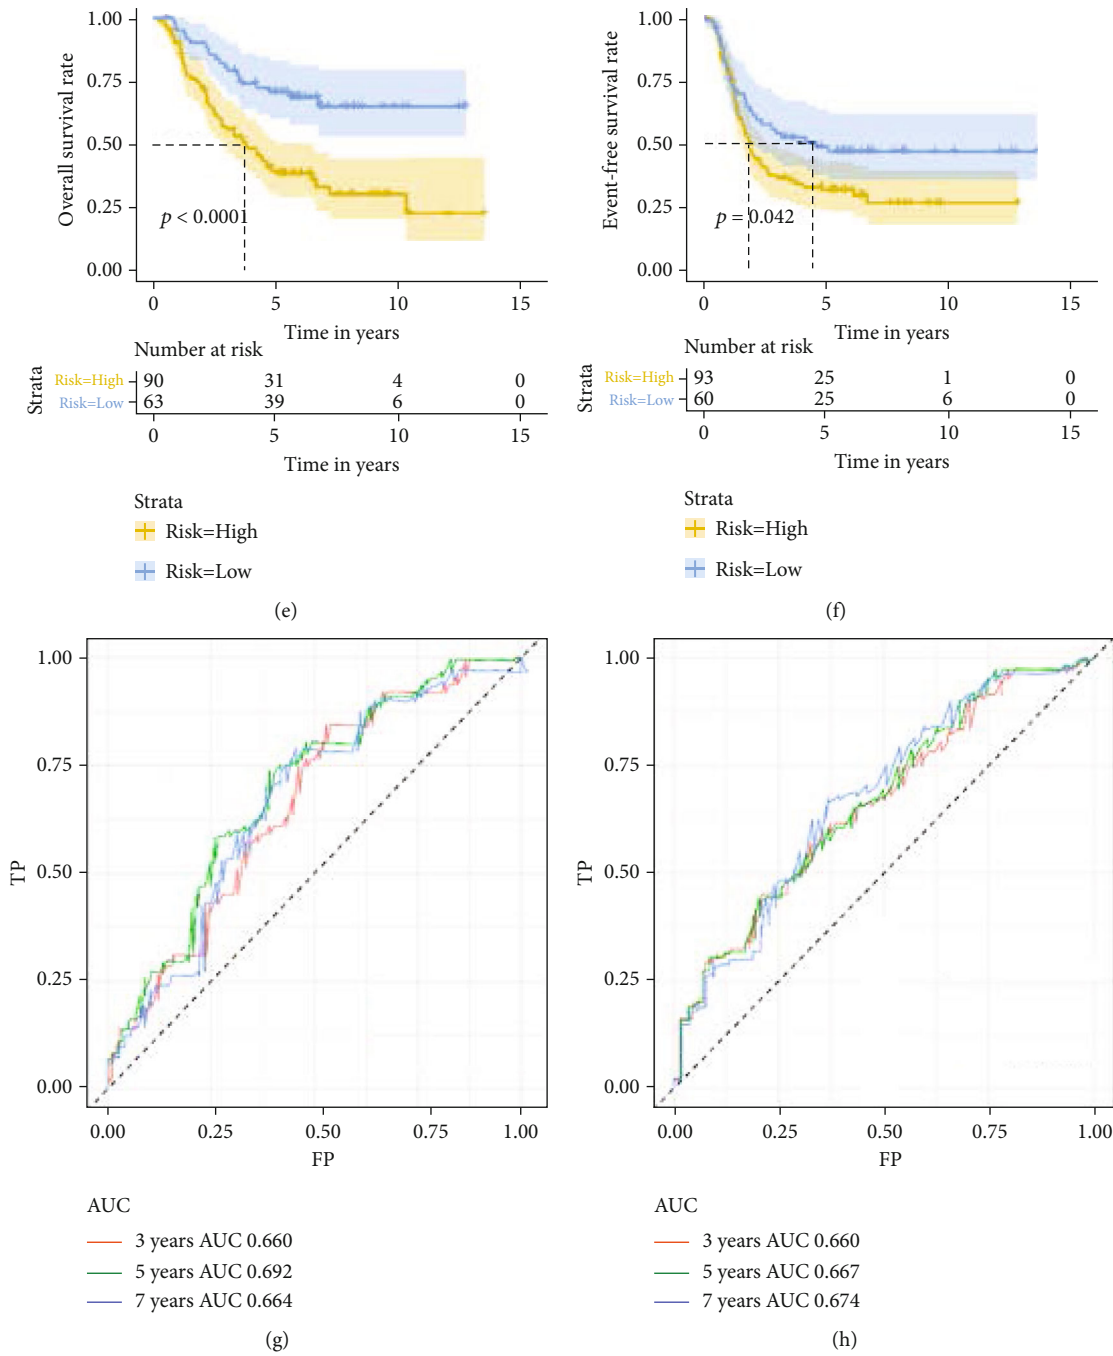 1.00
0.75
0.50
0.25
0.00
Overall survival rate
p < 0.0001
0 5 10 15
Time in years
Number at risk
Strata
Risk=High 90 31 4 0
Risk=Low 63 39 6 0
0 5 10 15
Time in years
Strata
Risk=High
Risk=Low
(e)
1.00
0.75
0.50
0.25
0.00
Event-free survival rate
p = 0.042
0 5 10 15
Time in years
Number at risk
Strata
Risk=High 93 25 1 0
Risk=Low 60 25 6 0
0 5 10 15
Time in years
Strata
Risk=High
Risk=Low
(f)
1.00
0.75
0.50
0.25
0.00
TP
0.00 0.25 0.50 0.75 1.00
FP
AUC
3 years AUC 0.660
5 years AUC 0.692
7 years AUC 0.664
(g)
1.00
0.75
0.50
0.25
0.00
TP
0.00 0.25 0.50 0.75 1.00
FP
AUC
3 years AUC 0.660
5 years AUC 0.667
7 years AUC 0.674
(h)